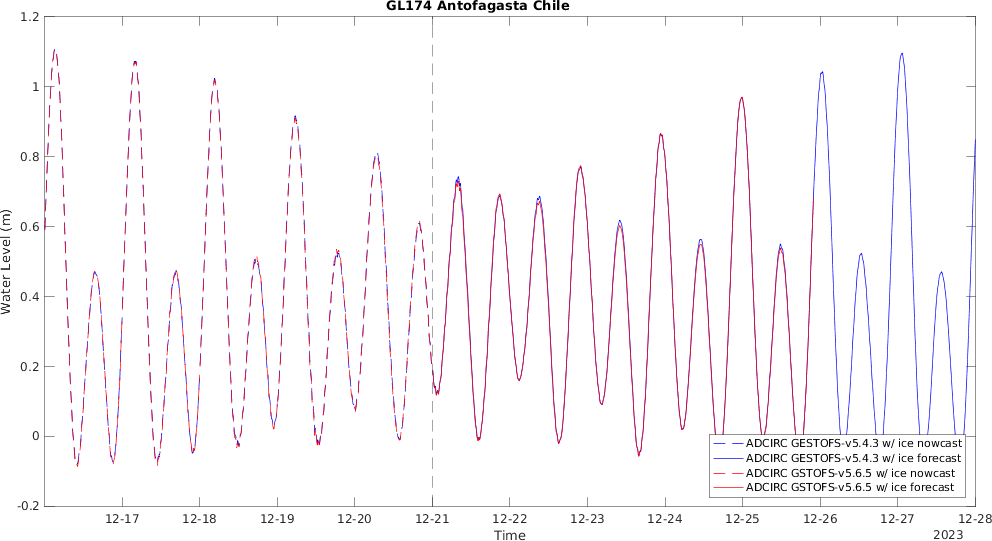 GL174 Antofagasta Chile
1.2
1
0.8
0.6
0.4
0.2
0
-0.2
Water Level (m)
ADCIRC GESTOFS-v5.4.3 w/ ice nowcast
ADCIRC GESTOFS-v5.4.3 w/ ice forecast
ADCIRC GSTOFS-v5.6.5 w/ ice nowcast
ADCIRC GSTOFS-v5.6.5 w/ ice forecast
12-17 12-18 12-19 12-20 12-21 12-22 12-23 12-24 12-25 12-26 12-27 12-28
Time
2023